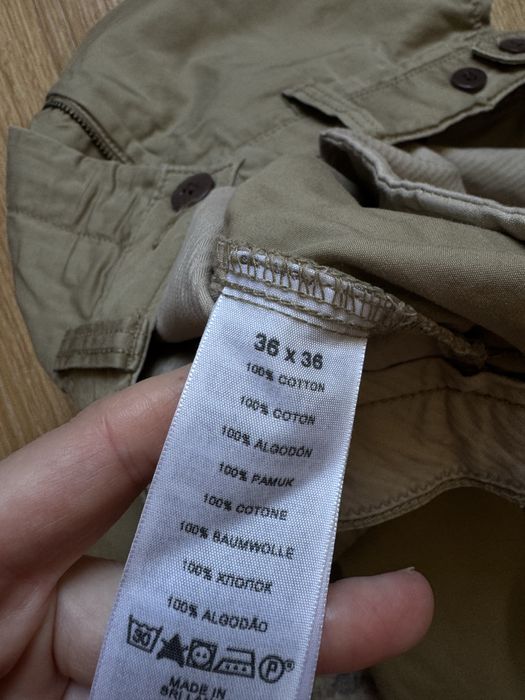 36 x 36
100% COTTON
100% COTON
100% ALGODÓN
100% PAMUK
100% COTONE
100% BAUMWOLLE
100% ХЛОПОК
100% ALGODÃO
30 P
MADE IN